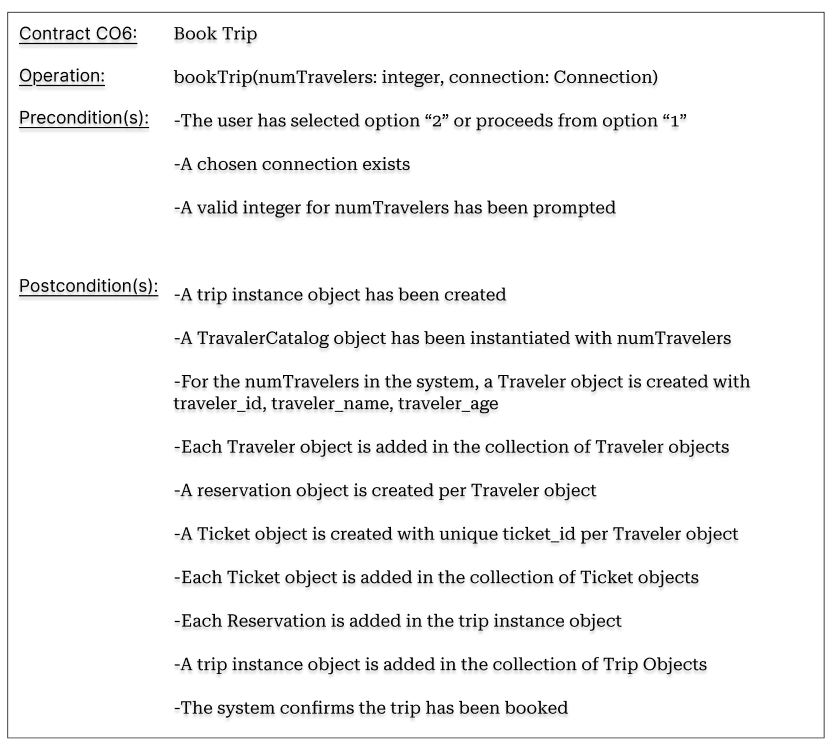 Contract CO6: Book Trip
Operation: bookTrip(numTravelers: integer, connection: Connection)
Precondition(s): -The user has selected option “2” or proceeds from option “1”
-A chosen connection exists
-A valid integer for numTravelers has been prompted
Postcondition(s): -A trip instance object has been created
-A TravalerCatalog object has been instantiated with numTravelers
-For the numTravelers in the system, a Traveler object is created with
traveler_id, traveler_name, traveler_age
-Each Traveler object is added in the collection of Traveler objects
-A reservation object is created per Traveler object
-A Ticket object is created with unique ticket_id per Traveler object
-Each Ticket object is added in the collection of Ticket objects
-Each Reservation is added in the trip instance object
-A trip instance object is added in the collection of Trip Objects
-The system confirms the trip has been booked